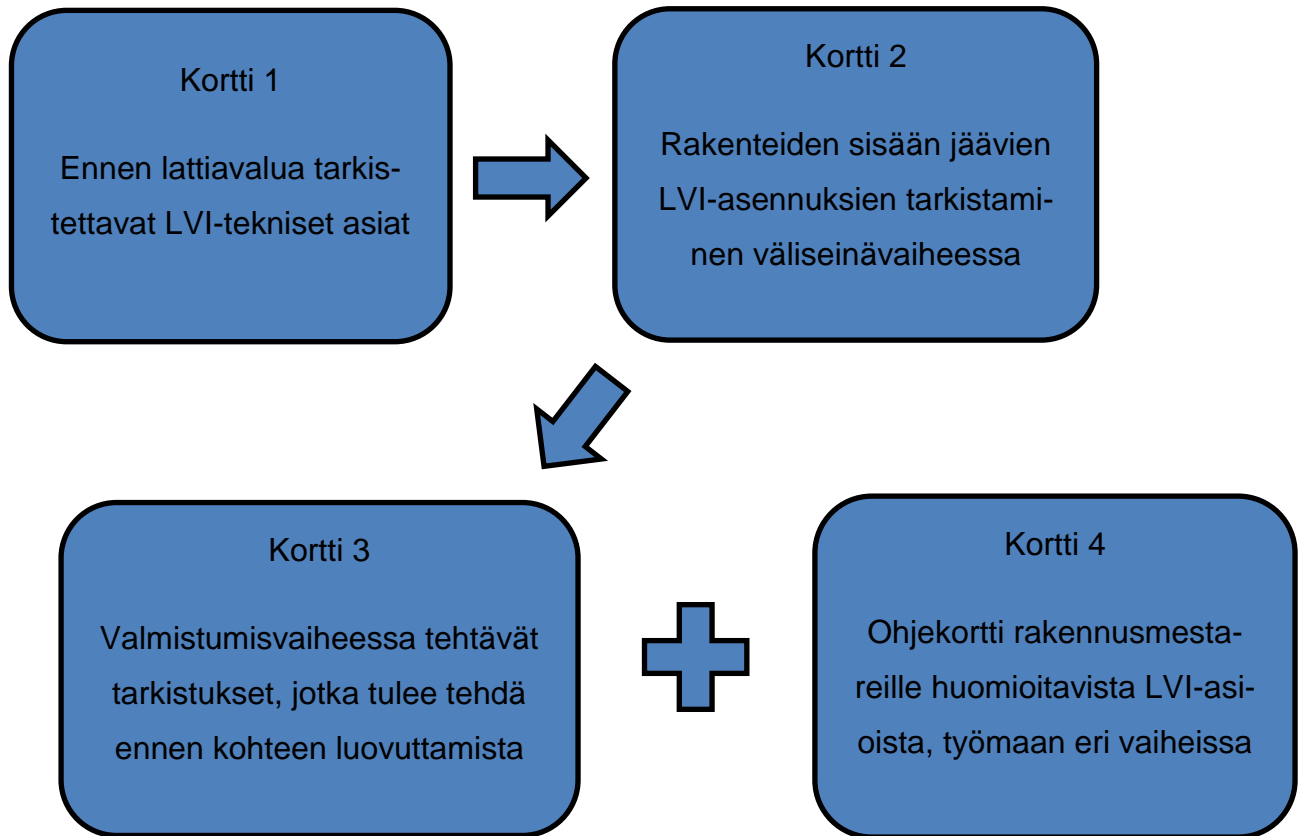 Kortti 1
Ennen lattiavalua tarkis-
tettavat LVI-tekniset asiat
Kortti 2
Rakenteiden sisään jäävien
LVI-asennuksien tarkistami-
nen väliseinävaiheessa
Kortti 3
Valmistumisvaiheessa tehtävät
tarkistukset, jotka tulee tehdä
ennen kohteen luovuttamista
Kortti 4
Ohjekortti rakennusmesta-
reille huomioitavista LVI-asi-
oista, työmaan eri vaiheissa